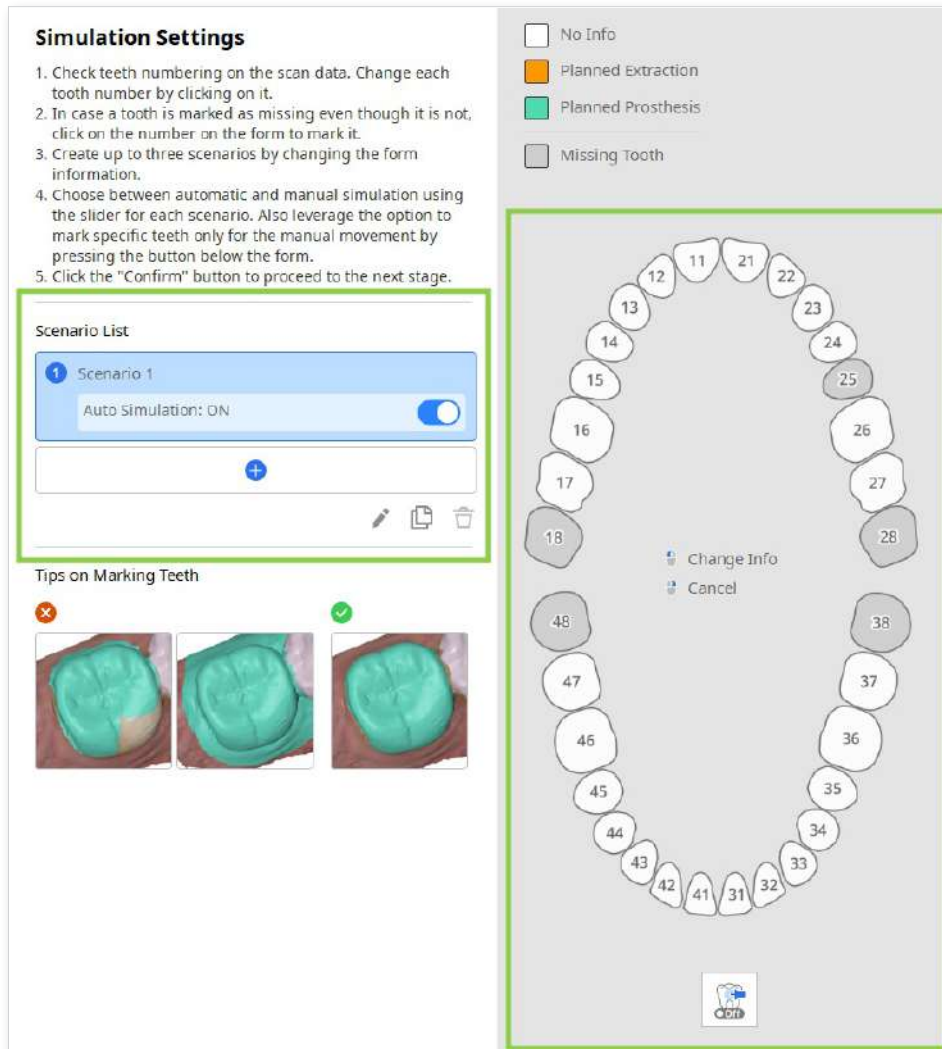 Simulation Settings
1. Check teeth numbering on the scan data. Change each
tooth number by clicking on it.
2. In case a tooth is marked as missing even though it is not,
click on the number on the form to mark it.
3. Create up to three scenarios by changing the form
information.
4. Choose between automatic and manual simulation using
the slider for each scenario. Also leverage the option to
mark specific teeth only for the manual movement by
pressing the button below the form.
5. Click the "Confirm" button to proceed to the next stage.
Scenario List
1 Scenario 1
Auto Simulation: ON
Tips on Marking Teeth
No Info
Planned Extraction
Planned Prosthesis
Missing Tooth
11 21
12 22
13 23
14 24
15 25
16 26
17 27
18 28
Change Info
Cancel
48 38
47 37
46 36
45 35
44 34
43 33
42 32
41 31
Off